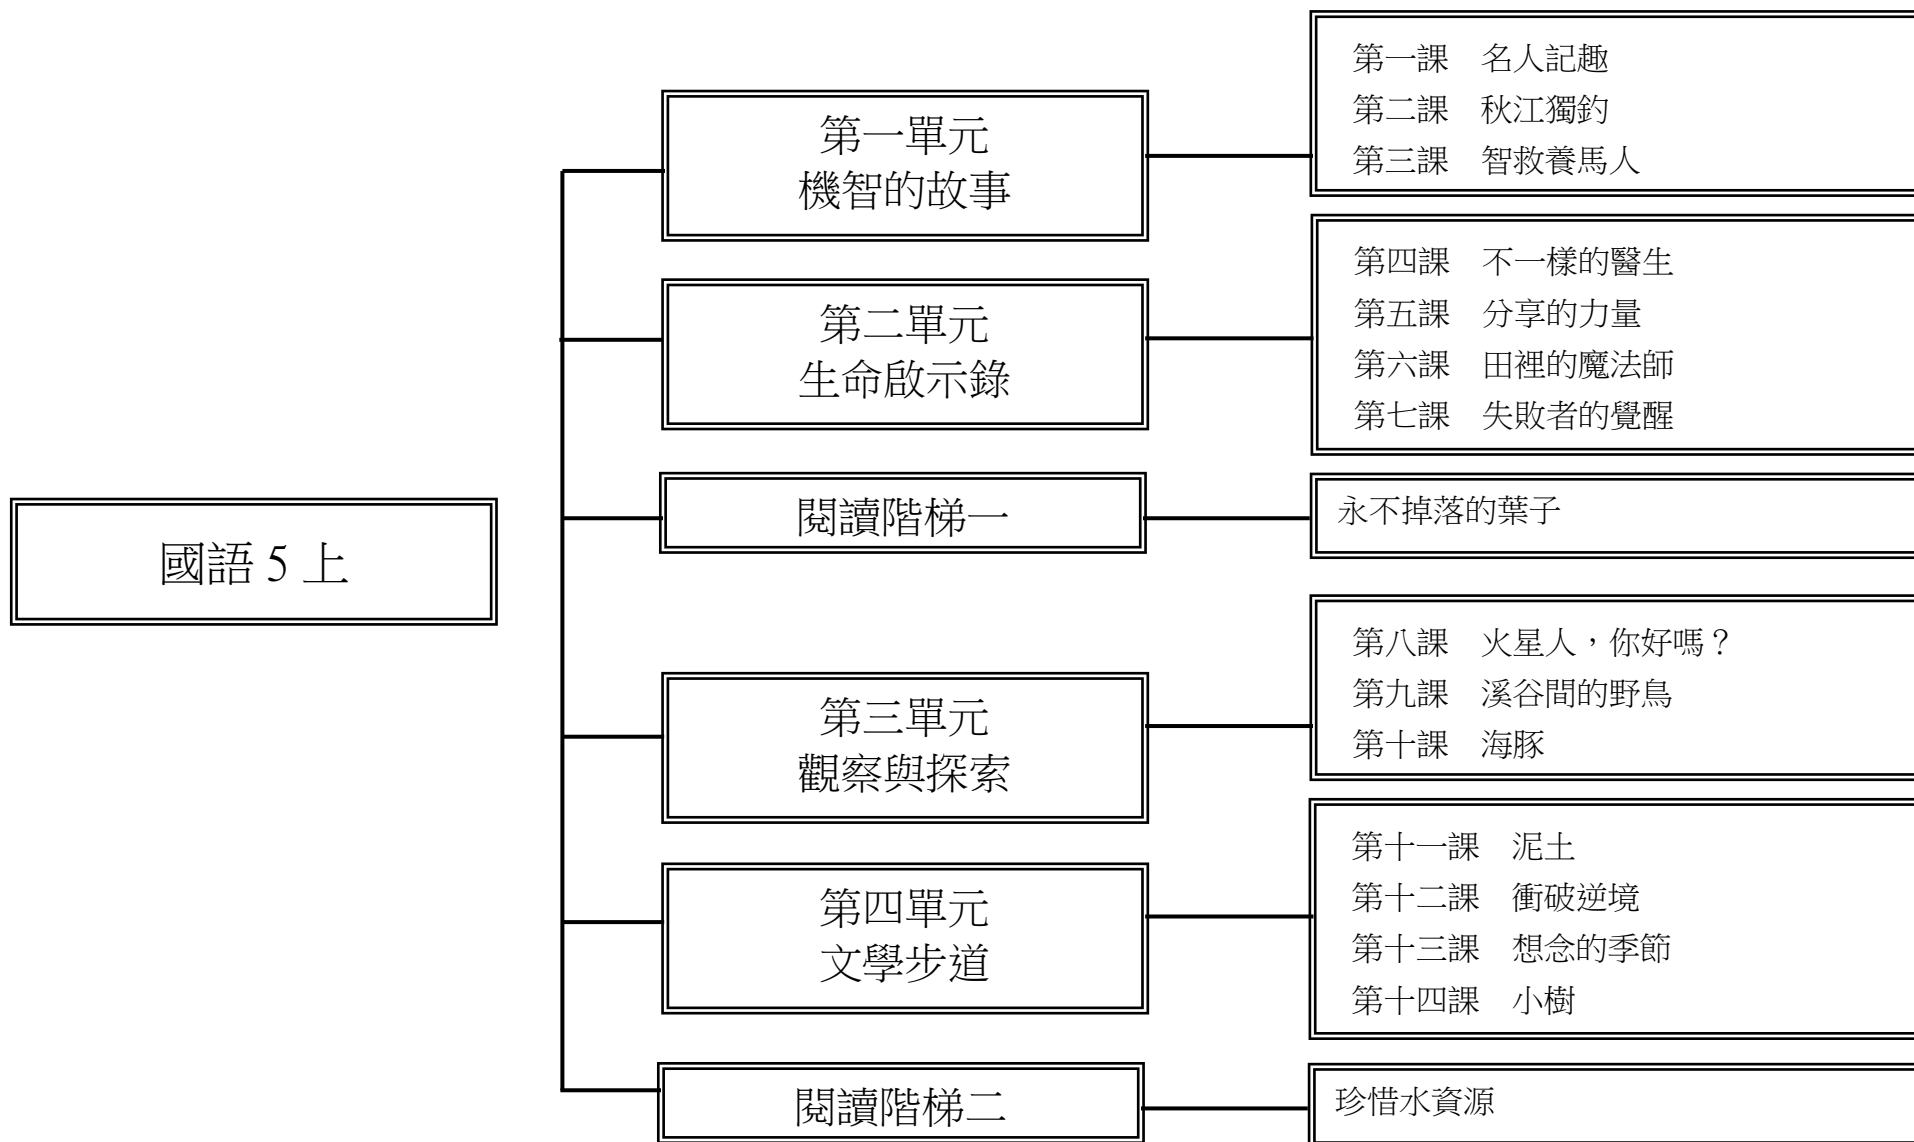 國語 5 上
第一單元
機智的故事
第一課　名人記趣
第二課　秋江獨釣
第三課　智救養馬人
第二單元
生命啟示錄
第四課　不一樣的醫生
第五課　分享的力量
第六課　田裡的魔法師
第七課　失敗者的覺醒
閱讀階梯一
永不掉落的葉子
第三單元
觀察與探索
第八課　火星人，你好嗎？
第九課　溪谷間的野鳥
第十課　海豚
第四單元
文學步道
第十一課　泥土
第十二課　衝破逆境
第十三課　想念的季節
第十四課　小樹
閱讀階梯二
珍惜水資源